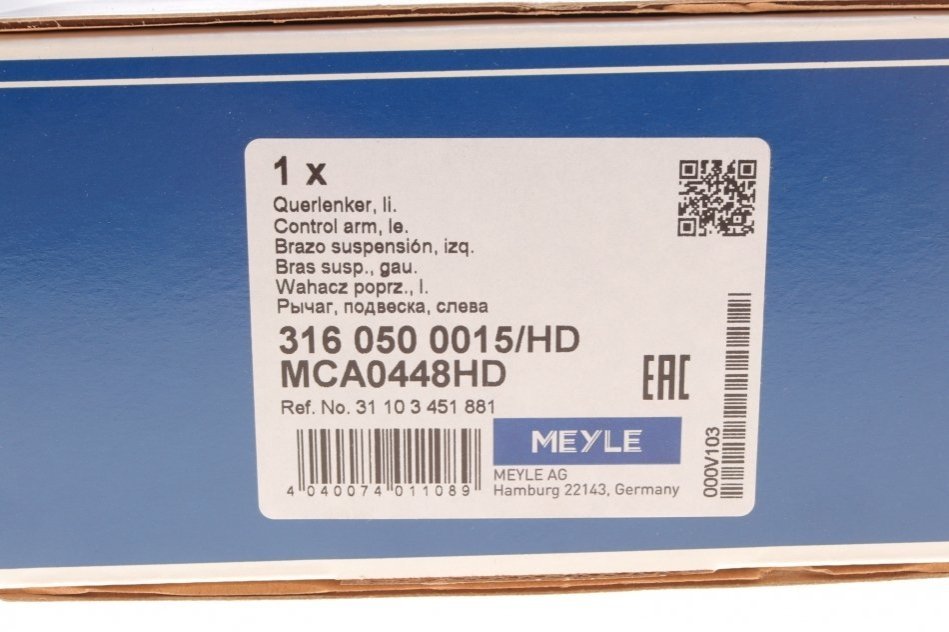 1 x
Querlenker, li.
Control arm, le.
Brazo suspensión, izq.
Bras susp., gau.
Wahacz poprz., l.
Рычаг, подвеска, слева
316 050 0015/HD
MCA0448HD
EAC
Ref. No. 31 10 3 451 881
4 040074 011089
MEYLE
MEYLE AG
Hamburg 22143, Germany
000V103